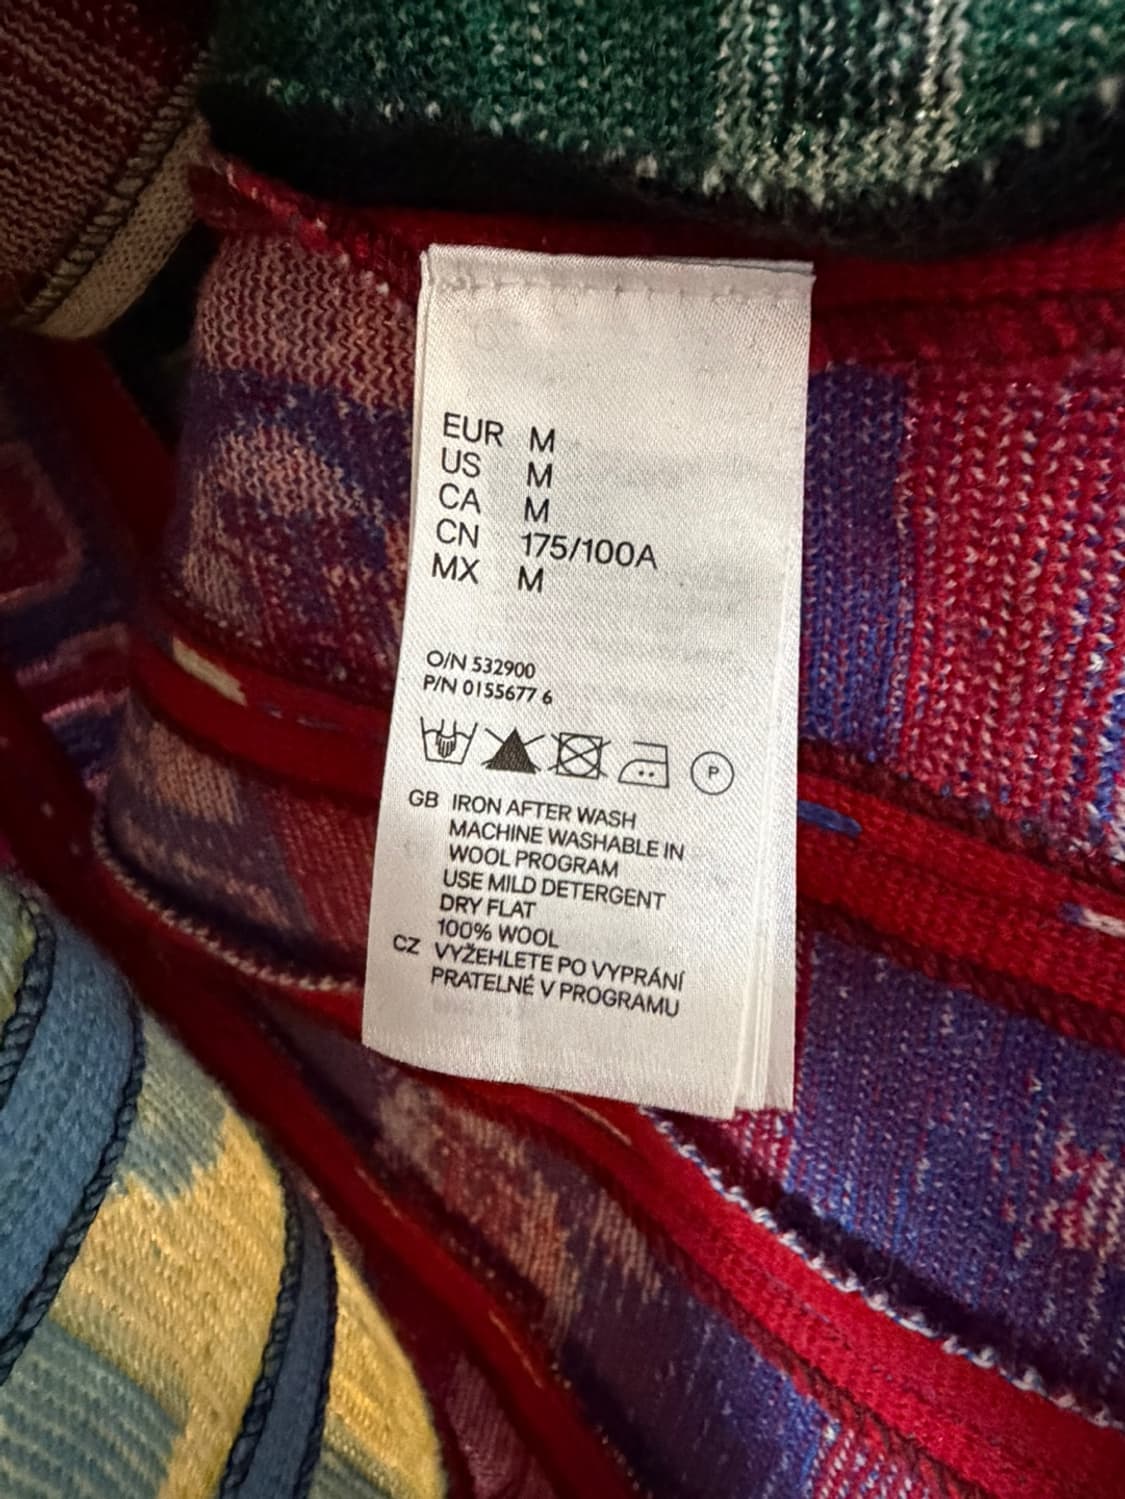 EUR M
US M
CA M
CN 175/100A
MX M
O/N 532900
P/N 0155677 6
P
GB IRON AFTER WASH
MACHINE WASHABLE IN
WOOL PROGRAM
USE MILD DETERGENT
DRY FLAT
100% WOOL
CZ VYŽEHLETE PO VYPRÁNÍ
PRATELNÉ V PROGRAMU